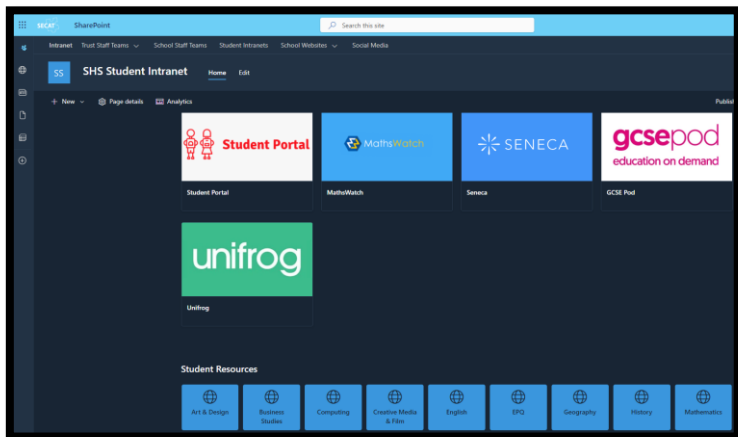 SECAT SharePoint Search this site
Intranet Trust Staff Teams School Staff Teams Student Intranets School Websites Social Media
SS SHS Student Intranet Home Edit
+ New Page details Analytics Publish
Student Portal MathsWatch SENECA gcsepod
education on demand
Student Portal MathsWatch Seneca GCSE Pod
unifrog
Unifrog
Student Resources
Art & Design Business Computing Creative Media English EPQ Geography History Mathematics
Studies & Film